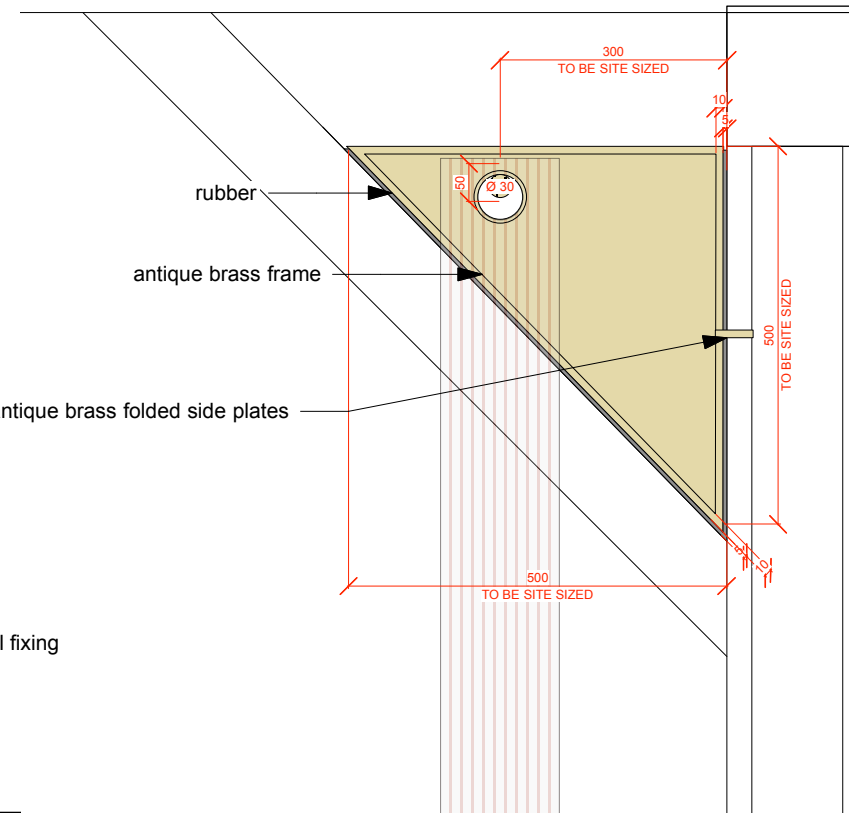 300
TO BE SITE SIZED
10
5
rubber
50
Ø 30
antique brass frame
500
TO BE SITE SIZED
ntique brass folded side plates
5
10
500
TO BE SITE SIZED
l fixing